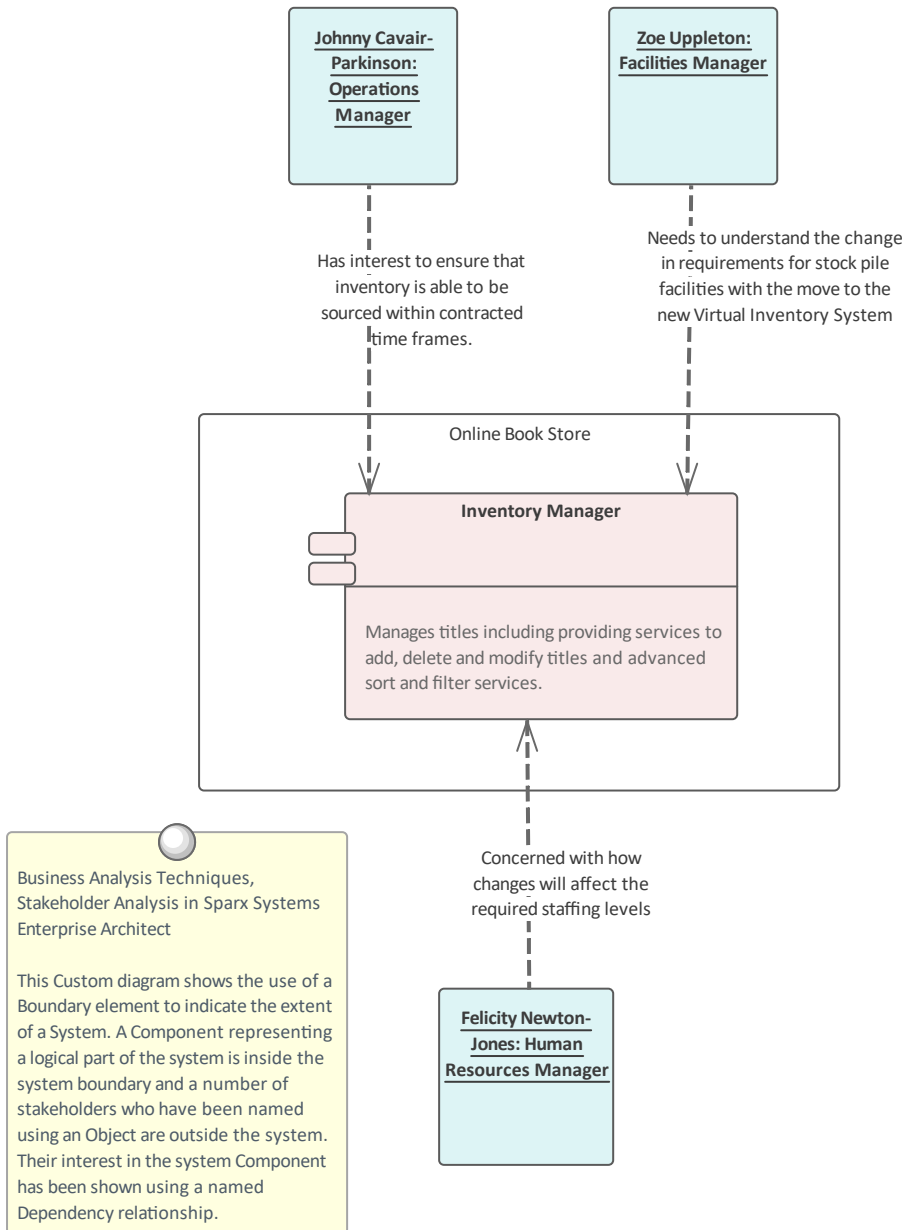 Johnny Cavair-
Parkinson:
Operations
Manager
Zoe Uppleton:
Facilities Manager
Has interest to ensure that
inventory is able to be
sourced within contracted
time frames.
Needs to understand the change
in requirements for stock pile
facilities with the move to the
new Virtual Inventory System
Online Book Store
Inventory Manager
Manages titles including providing services to
add, delete and modify titles and advanced
sort and filter services.
Concerned with how
changes will affect the
required staffing levels
Felicity Newton-
Jones: Human
Resources Manager
Business Analysis Techniques,
Stakeholder Analysis in Sparx Systems
Enterprise Architect
This Custom diagram shows the use of a
Boundary element to indicate the extent
of a System. A Component representing
a logical part of the system is inside the
system boundary and a number of
stakeholders who have been named
using an Object are outside the system.
Their interest in the system Component
has been shown using a named
Dependency relationship.